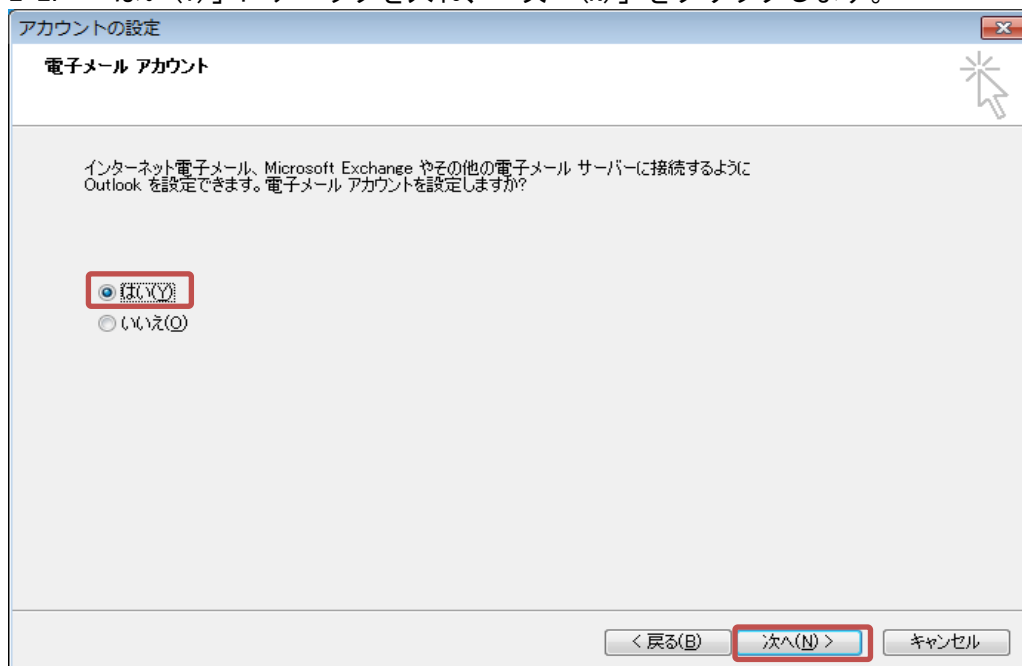 アカウントの設定
電子メール アカウント
インターネット電子メール、Microsoft Exchange やその他の電子メール サーバーに接続するように
Outlook を設定できます。電子メール アカウントを設定しますか?
はい(Y)
いいえ(O)
< 戻る(B) 次へ(N) > キャンセル